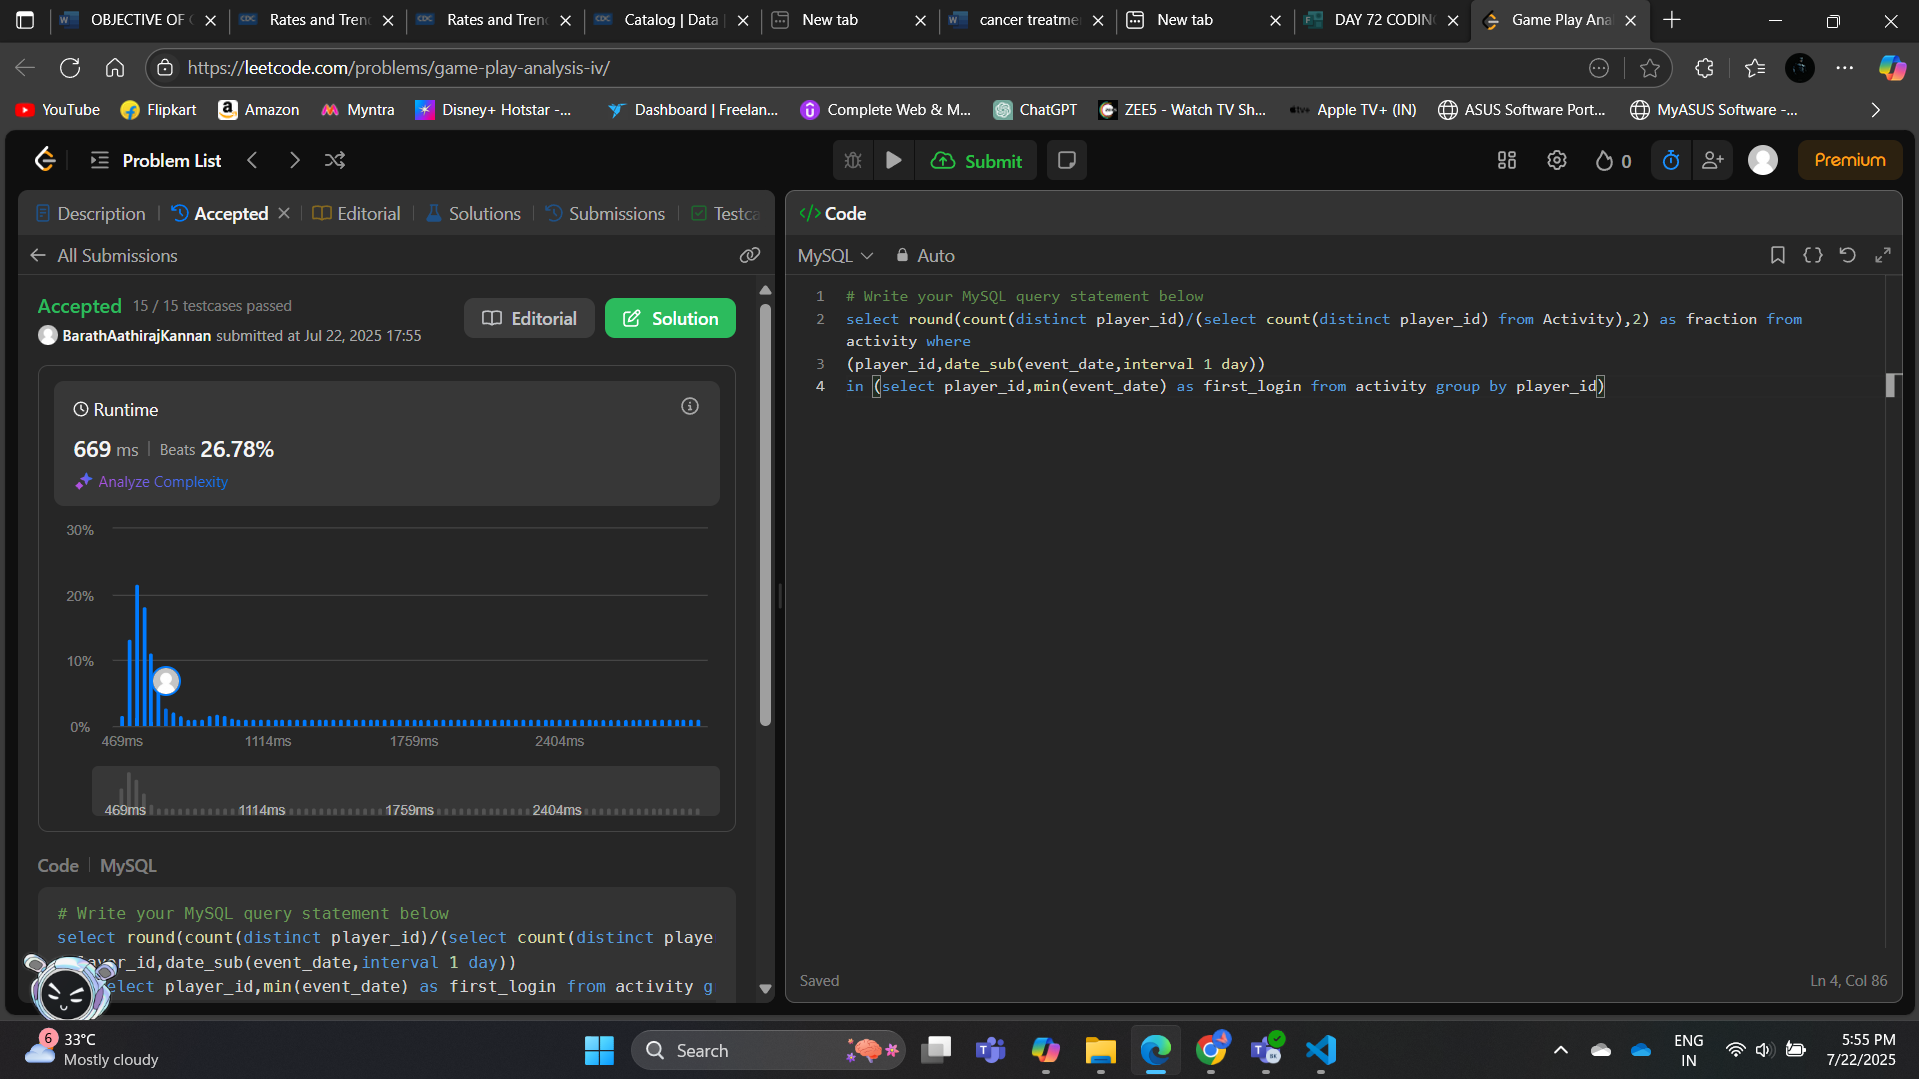 OBJECTIVE OF
Rates and Tren
Rates and Tren
Catalog | Data
New tab
cancer treatme
New tab
DAY 72 CODIN
Game Play Ana
https://leetcode.com/problems/game-play-analysis-iv/
YouTube
Flipkart
Amazon
Myntra
Disney+ Hotstar -...
Dashboard | Freelan...
Complete Web & M...
ChatGPT
ZEE5 - Watch TV Sh...
Apple TV+ (IN)
ASUS Software Port...
MyASUS Software -...
Problem List
Submit
0
Premium
Description
Accepted
Editorial
Solutions
Submissions
Testca
All Submissions
Accepted 15 / 15 testcases passed
BarathAathirajKannan submitted at Jul 22, 2025 17:55
Editorial
Solution
Runtime
669 ms | Beats 26.78%
Analyze Complexity
30%
20%
10%
0%
469ms 1114ms 1759ms 2404ms
469ms 1114ms 1759ms 2404ms
Code | MySQL
# Write your MySQL query statement below
select round(count(distinct player_id)/(select count(distinct playe
ayer_id,date_sub(event_date,interval 1 day))
elect player_id,min(event_date) as first_login from activity g
</> Code
MySQL
Auto
1 # Write your MySQL query statement below
2 select round(count(distinct player_id)/(select count(distinct player_id) from Activity),2) as fraction from
activity where
3 (player_id,date_sub(event_date,interval 1 day))
4 in (select player_id,min(event_date) as first_login from activity group by player_id)
Saved
Ln 4, Col 86
6
33°C
Mostly cloudy
Search
ENG
IN
5:55 PM
7/22/2025